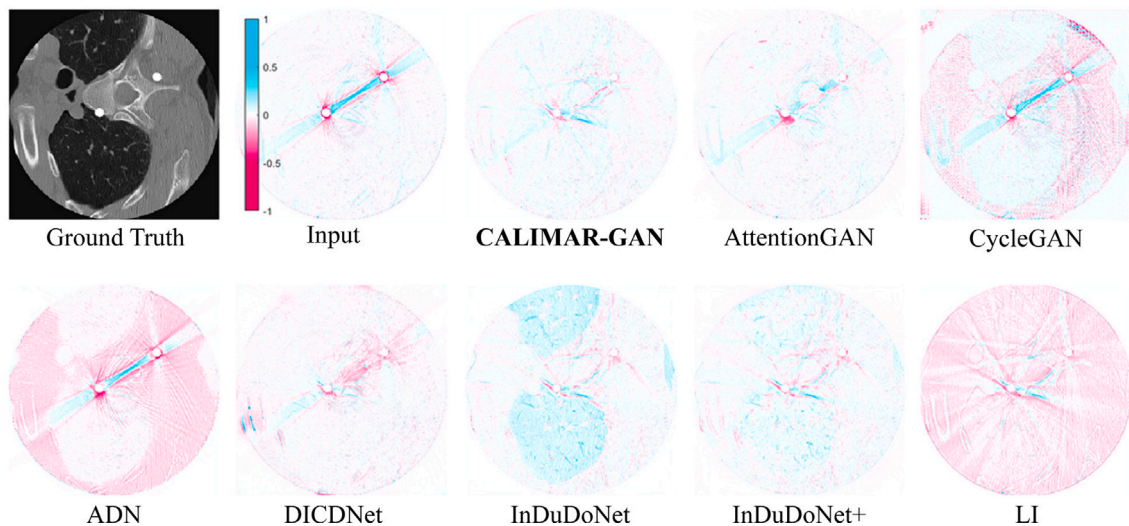 1
0.5
0
-0.5
-1
Ground Truth
Input
CALIMAR-GAN
AttentionGAN
CycleGAN
ADN
DICDNet
InDuDoNet
InDuDoNet+
LI